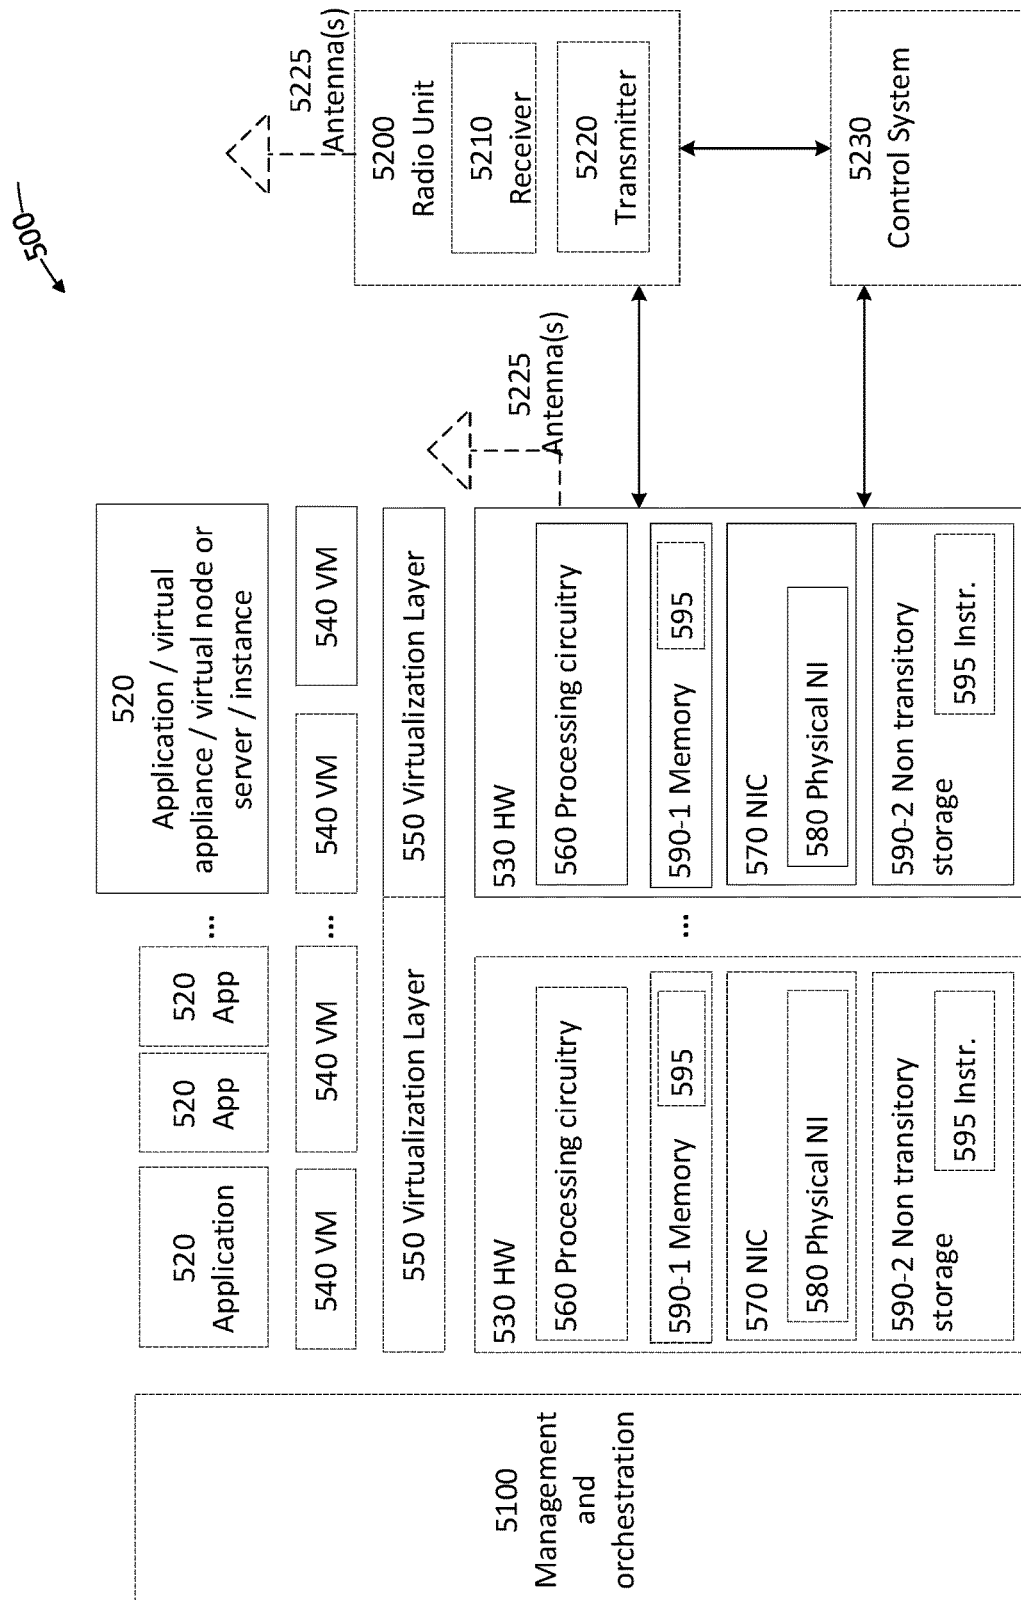 500
5100
Management
and
orchestration
520
Application
520
App
520
App
...
520
Application / virtual
appliance / virtual node or
server / instance
540 VM
540 VM
...
540 VM
540 VM
550 Virtualization Layer
550 Virtualization Layer
530 HW
560 Processing circuitry
590-1 Memory
595
570 NIC
580 Physical NI
590-2 Non transitory
storage
595 Instr.
...
530 HW
560 Processing circuitry
590-1 Memory
595
570 NIC
580 Physical NI
590-2 Non transitory
storage
595 Instr.
5225
Antenna(s)
5225
Antenna(s)
5200
Radio Unit
5210
Receiver
5220
Transmitter
5230
Control System